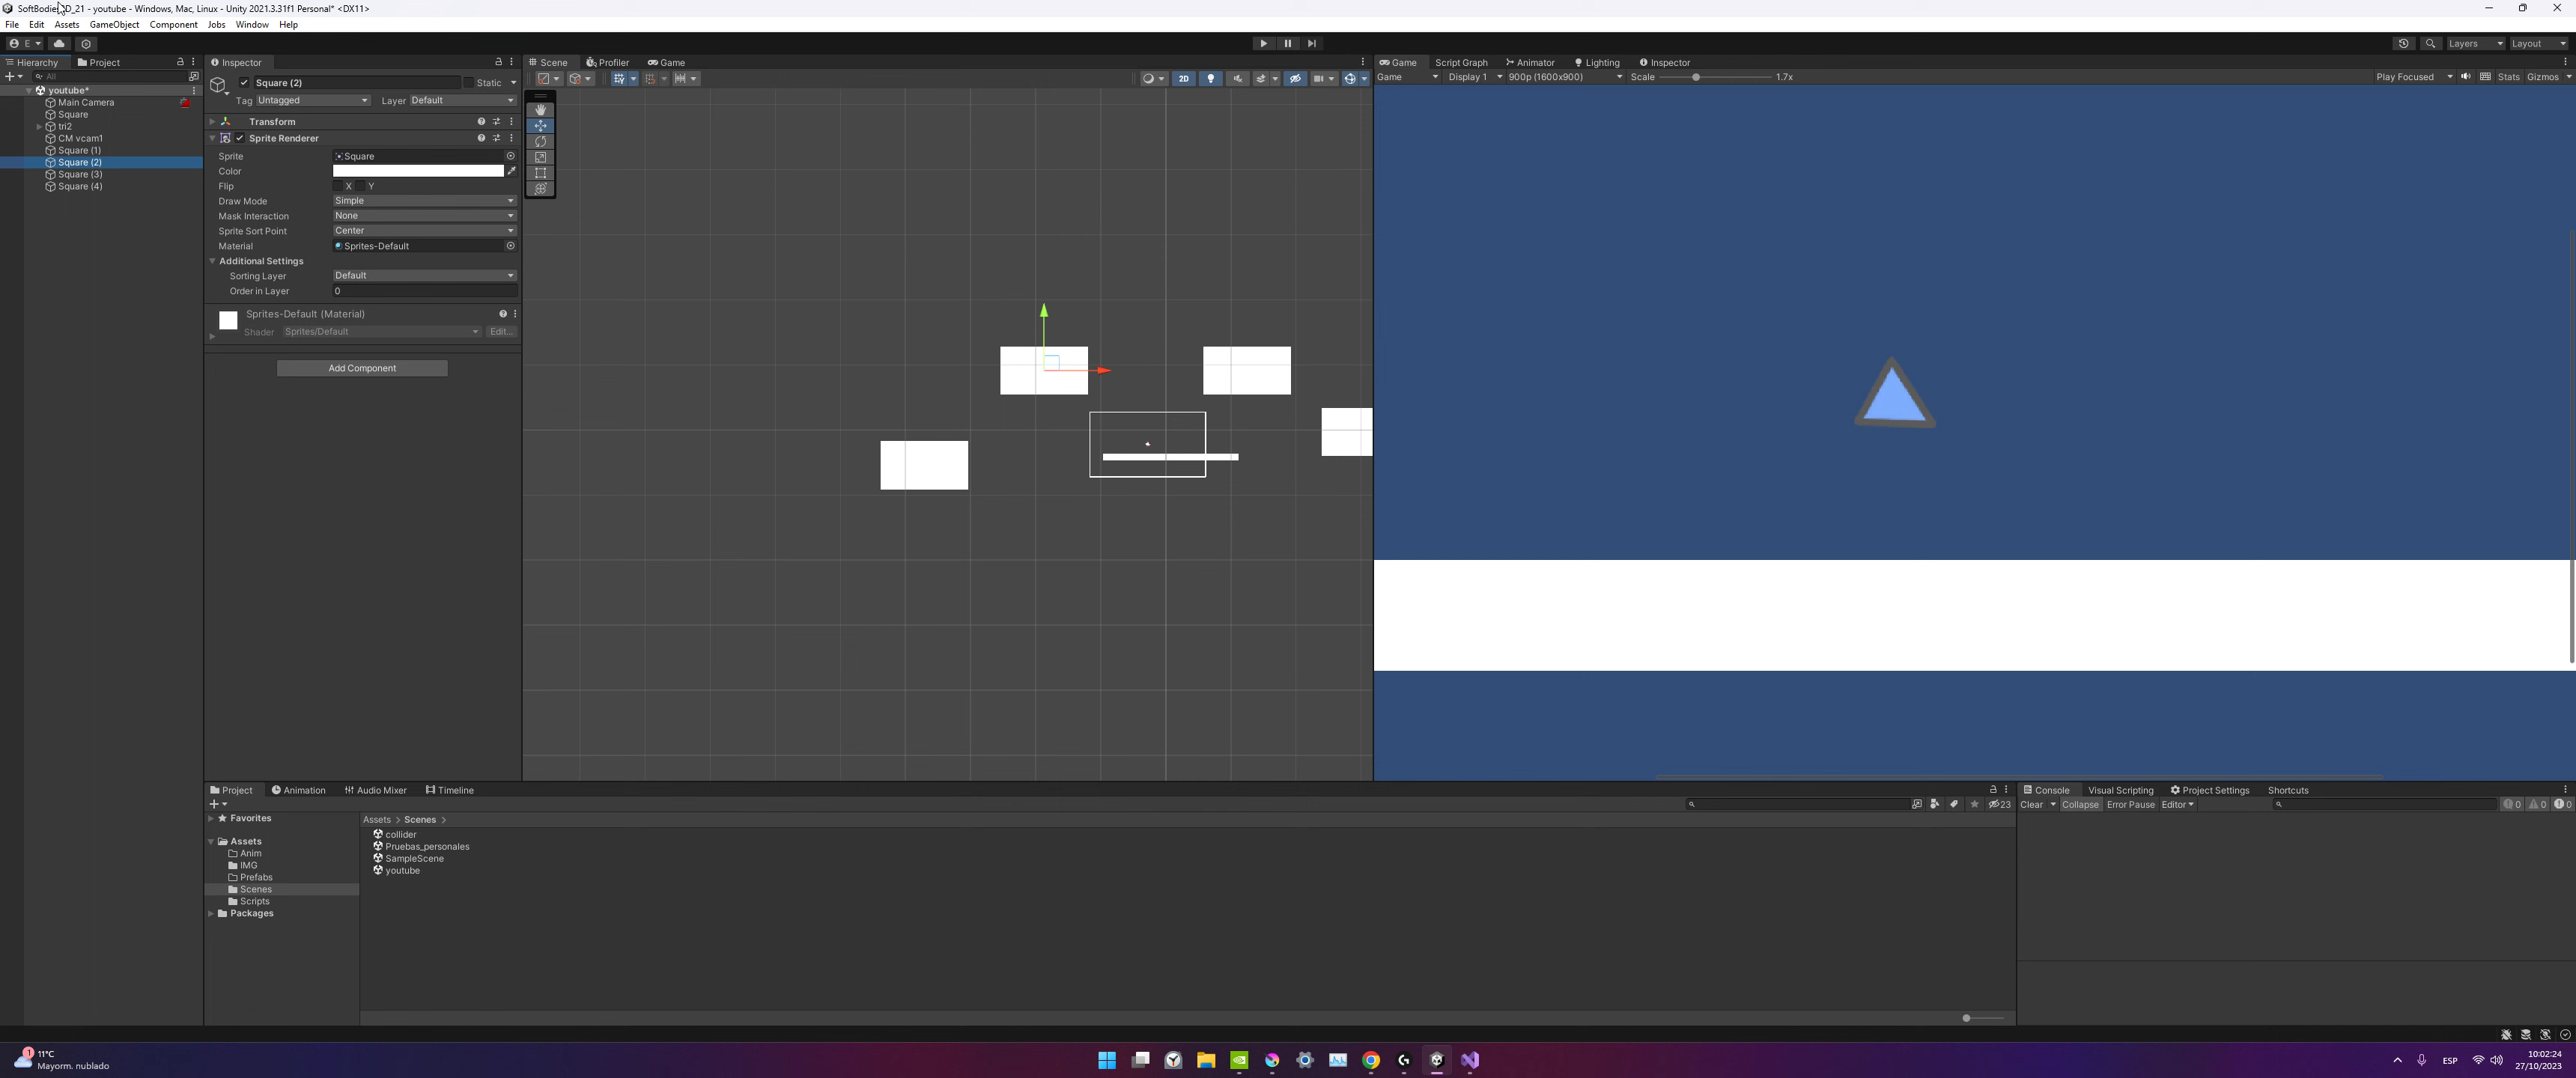 SoftBodies2D_21 - youtube - Windows, Mac, Linux - Unity 2021.3.31f1 Personal* <DX11>
File Edit Assets GameObject Component Jobs Window Help
E Layers Layout
Hierarchy Project Inspector Scene Profiler Game Game Script Graph Animator Lighting Inspector
All
Square (2) Static
2D
Game Display 1 900p (1600x900) Scale 1.7x Play Focused Stats Gizmos
Tag Untagged Layer Default
youtube*
Main Camera
Square
tri2
CM vcam1
Square (1)
Square (2)
Square (3)
Square (4)
Transform
Sprite Renderer
Sprite Square
Color
Flip X Y
Draw Mode Simple
Mask Interaction None
Sprite Sort Point Center
Material Sprites-Default
Additional Settings
Sorting Layer Default
Order in Layer 0
Sprites-Default (Material)
Shader Sprites/Default Edit...
Add Component
Project Animation Audio Mixer Timeline
23
Console Visual Scripting Project Settings Shortcuts
Clear Collapse Error Pause Editor 0 0 0
Favorites
Assets
Anim
IMG
Prefabs
Scenes
Scripts
Packages
Assets > Scenes >
collider
Pruebas_personales
SampleScene
youtube
1
11°C
Mayorm. nublado
ESP
10:02:24
27/10/2023